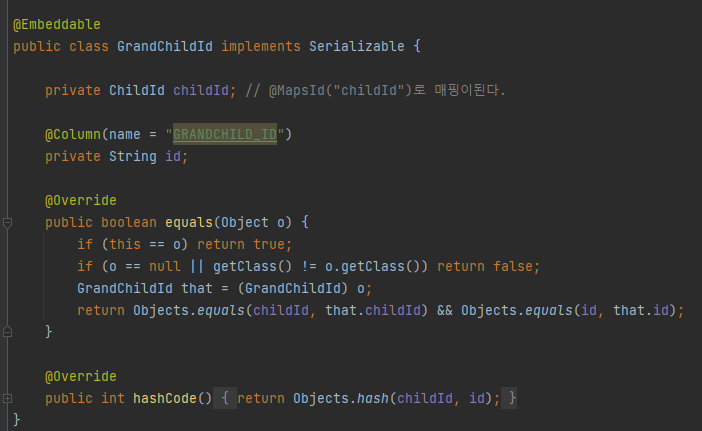 @Embeddable
public class GrandChildId implements Serializable {
private ChildId childId; // @MapsId("childId")로 매핑이된다.
@Column(name = "GRANDCHILD_ID")
private String id;
@Override
public boolean equals(Object o) {
if (this == o) return true;
if (o == null || getClass() != o.getClass()) return false;
GrandChildId that = (GrandChildId) o;
return Objects.equals(childId, that.childId) && Objects.equals(id, that.id);
}
@Override
public int hashCode() { return Objects.hash(childId, id); }
}